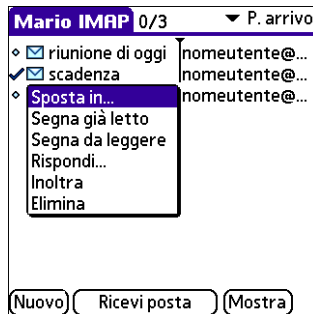 Mario IMAP 0/3 P. arrivo
riunione di oggi nomeutente@...
scadenza nomeutente@...
nomeutente@...
Sposta in...
Segna già letto
Segna da leggere
Rispondi...
Inoltra
Elimina
Nuovo Ricevi posta Mostra